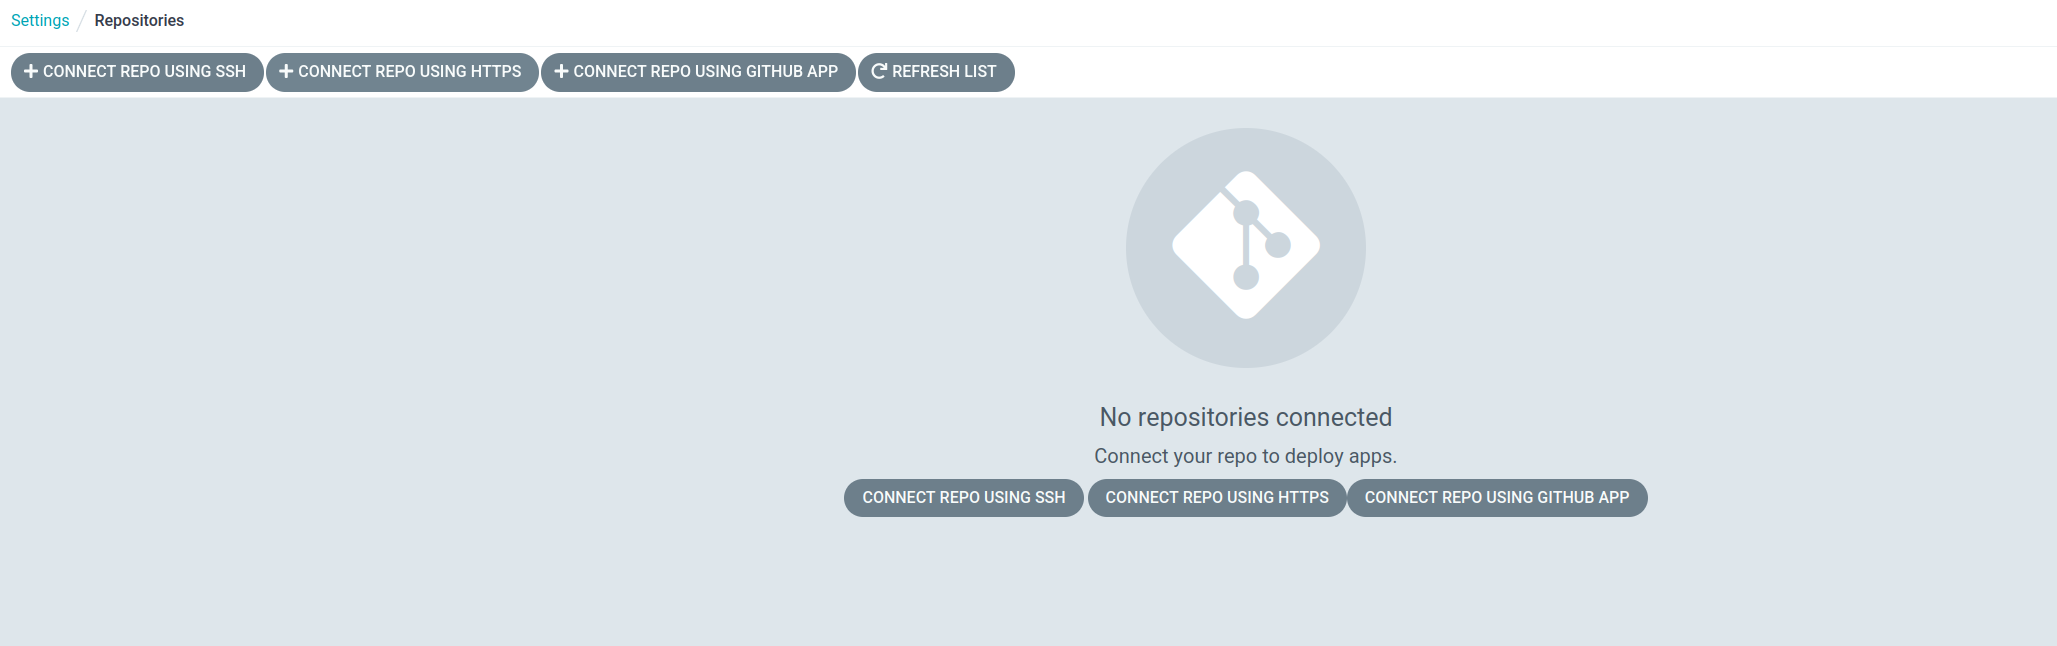 Settings / Repositories
CONNECT REPO USING SSH CONNECT REPO USING HTTPS CONNECT REPO USING GITHUB APP REFRESH LIST
No repositories connected
Connect your repo to deploy apps.
CONNECT REPO USING SSH CONNECT REPO USING HTTPS CONNECT REPO USING GITHUB APP